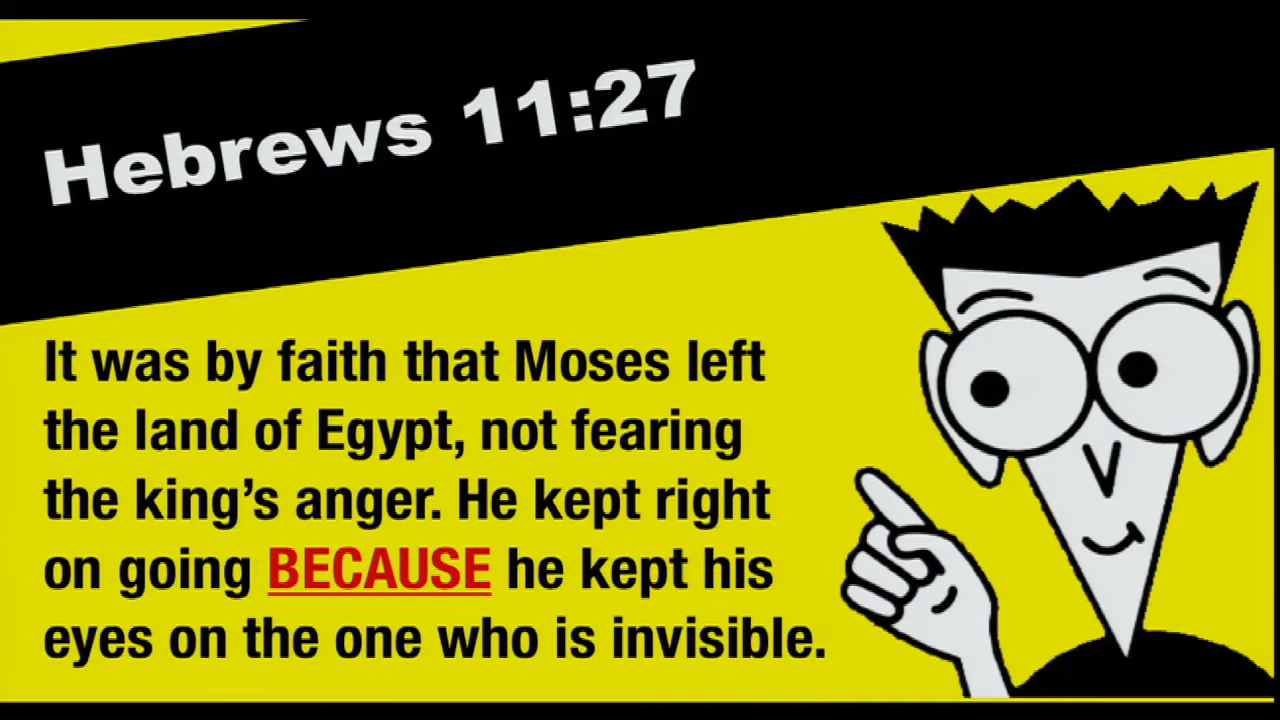 Hebrews 11:27
It was by faith that Moses left
the land of Egypt, not fearing
the king’s anger. He kept right
on going BECAUSE he kept his
eyes on the one who is invisible.